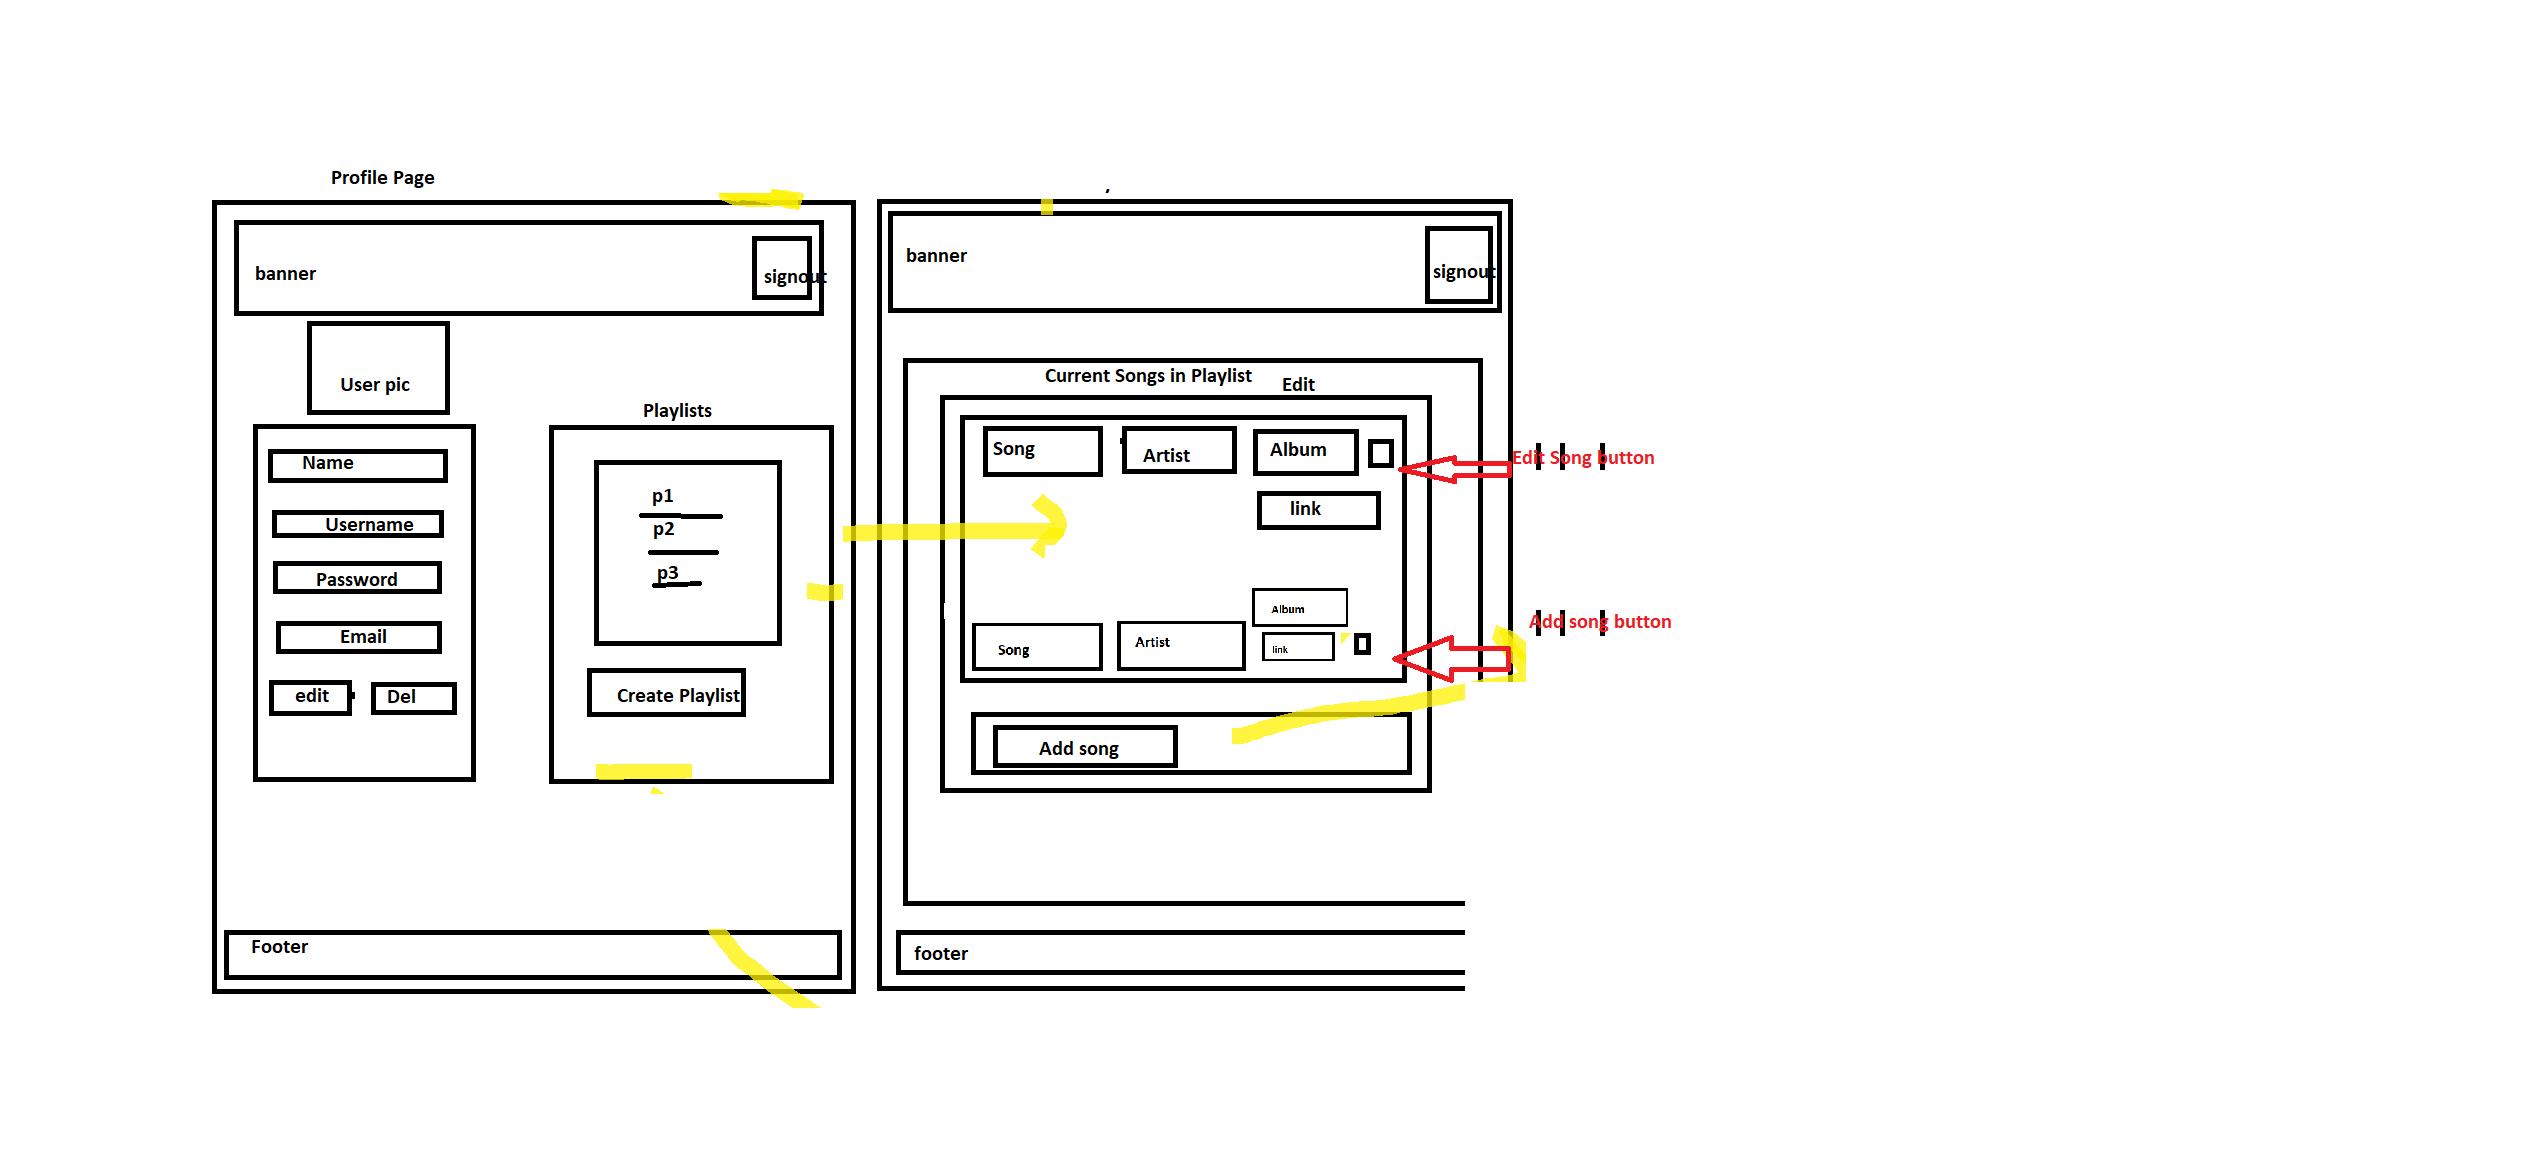 Profile Page
banner
signout
User pic
Name
Username
Password
Email
edit
Del
Playlists
p1
p2
p3
Create Playlist
Footer
banner
signout
Current Songs in Playlist
Edit
Song
Artist
Album
link
Edit Song button
Album
Song
Artist
link
Add song button
Add song
footer